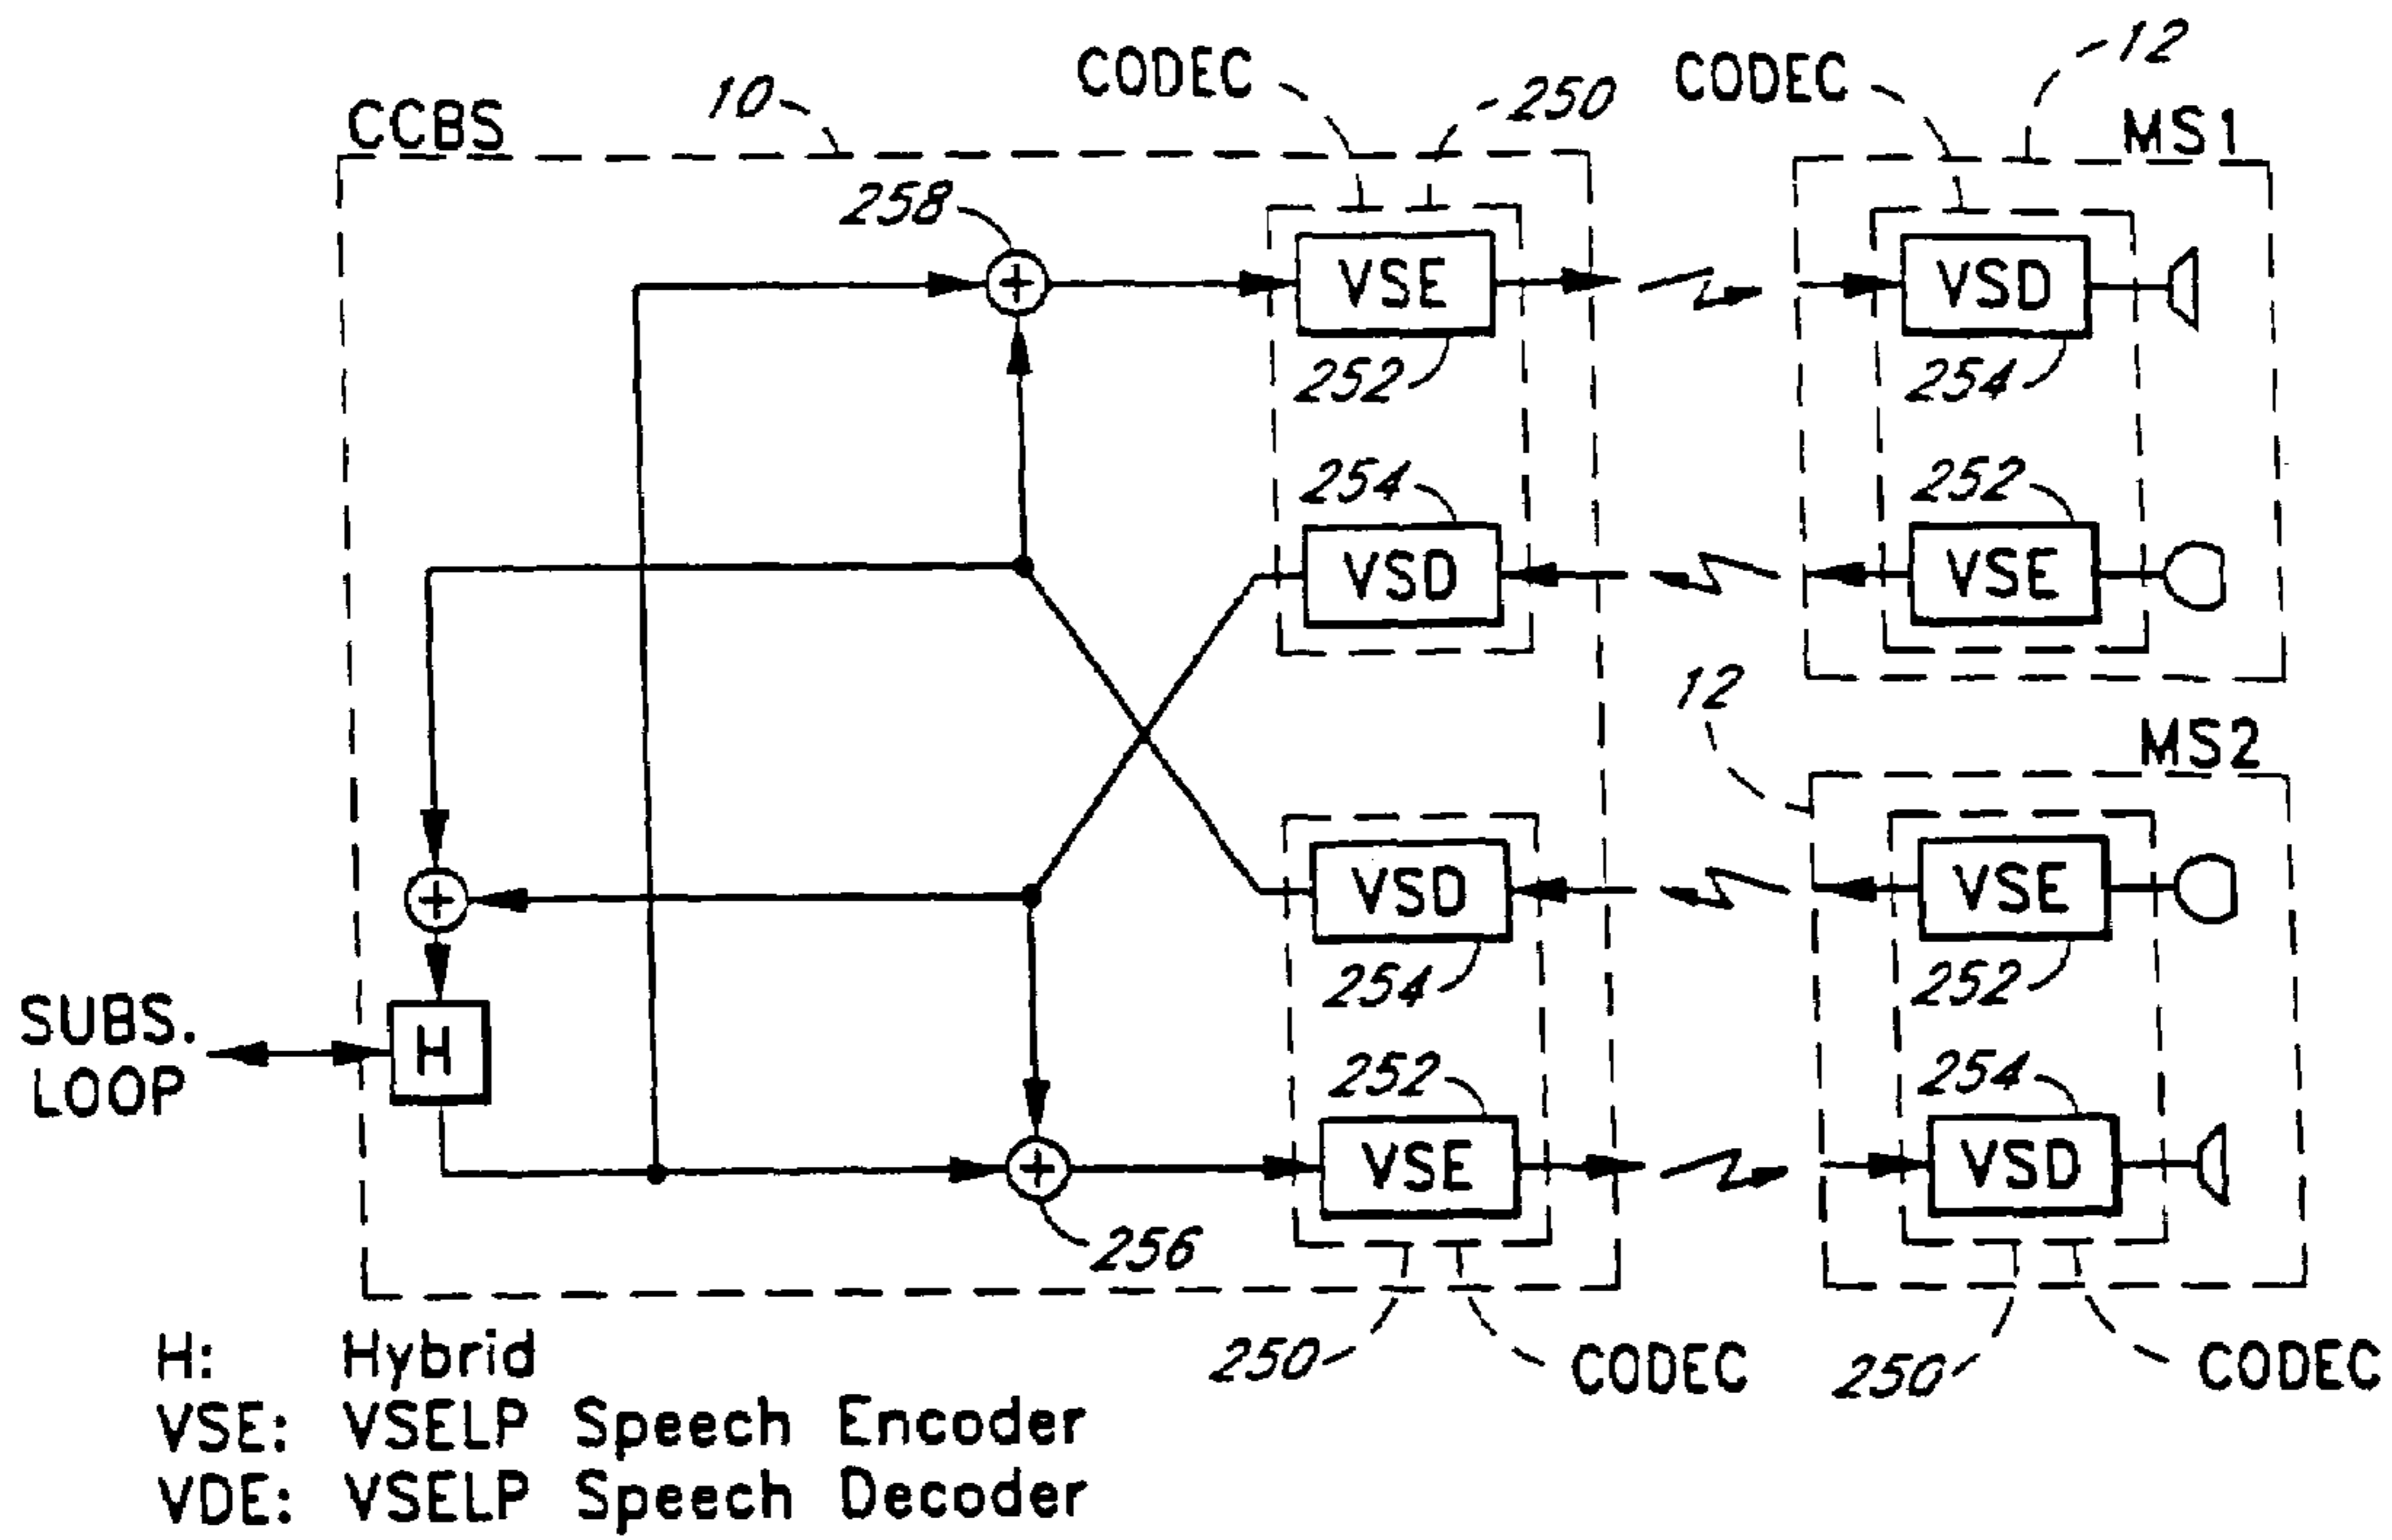 CODEC
12
10
250
CODEC
CCBS
MS1
258
VSE
VSD
252
254
254
252
VSD
VSE
12
MS2
VSD
VSE
254
252
SUBS.
LOOP
H
252
254
VSE
VSD
256
250
CODEC
250
CODEC
H: Hybrid
VSE: VSELP Speech Encoder
VDE: VSELP Speech Decoder